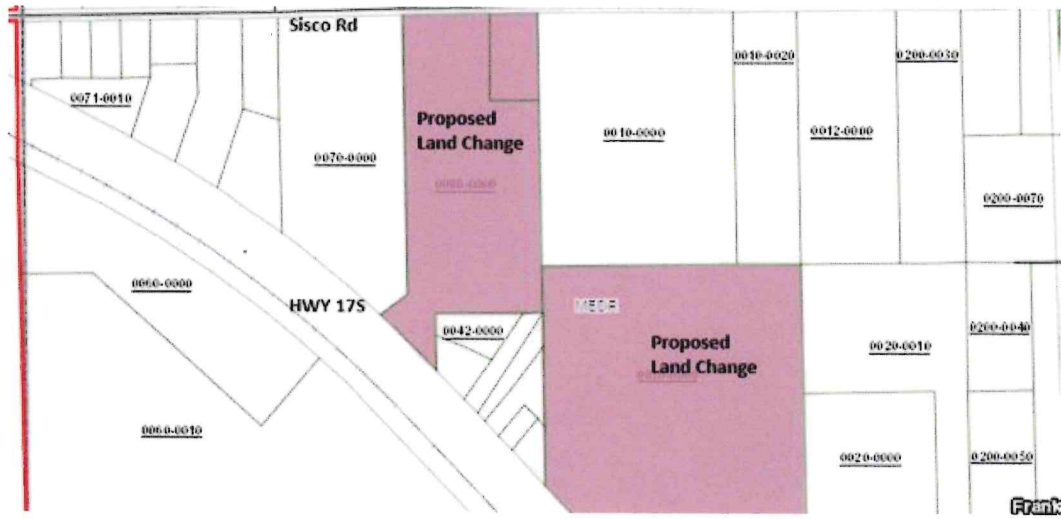 Sisco Rd
0010-0020
0200-0030
0071-0010
Proposed
Land Change
0010-0000
0012-0000
0070-0000
0200-0070
0060-0000
HWY 17S
0042-0000
Proposed
Land Change
0200-0040
0020-0010
0060-0010
0020-0000
0200-0050
Frank